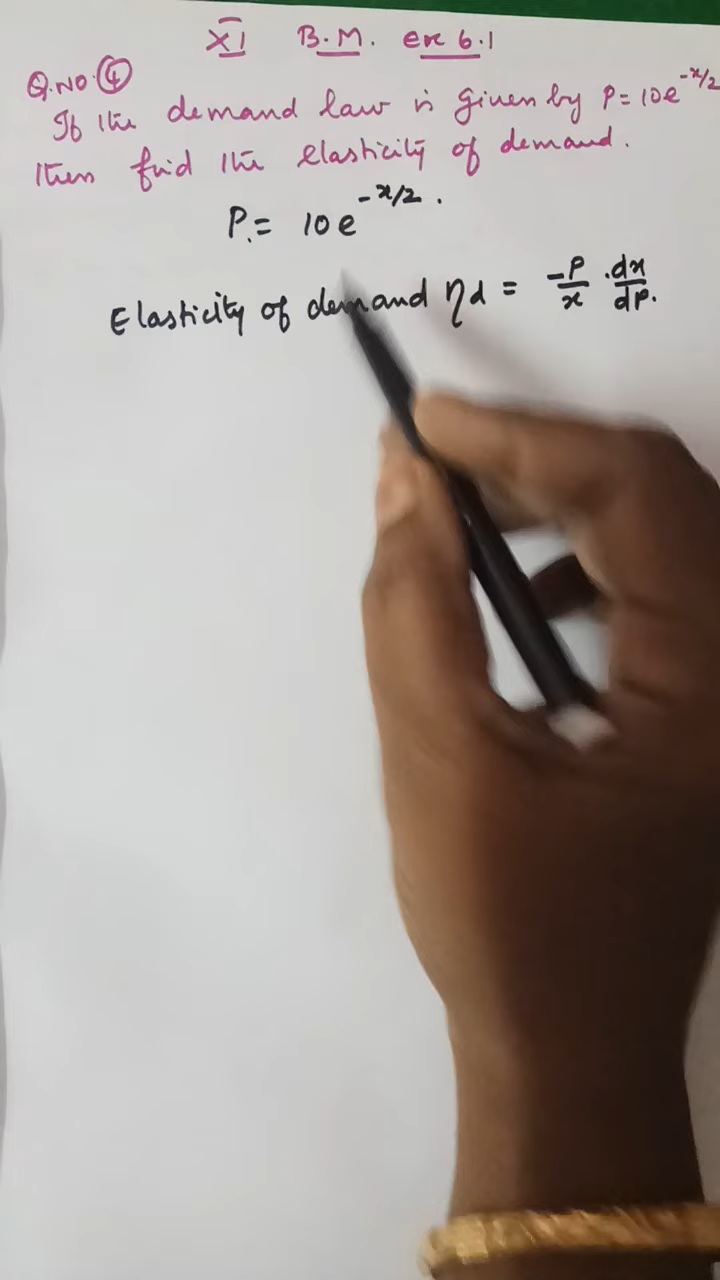 XI B.M. ex 6.1
Q.NO. ④
If the demand law is given by P = 10e^{-x/2}
then find the elasticity of demand.
P = 10e^{-x/2}.
Elasticity of demand ηd = -P/x . dx/dP.